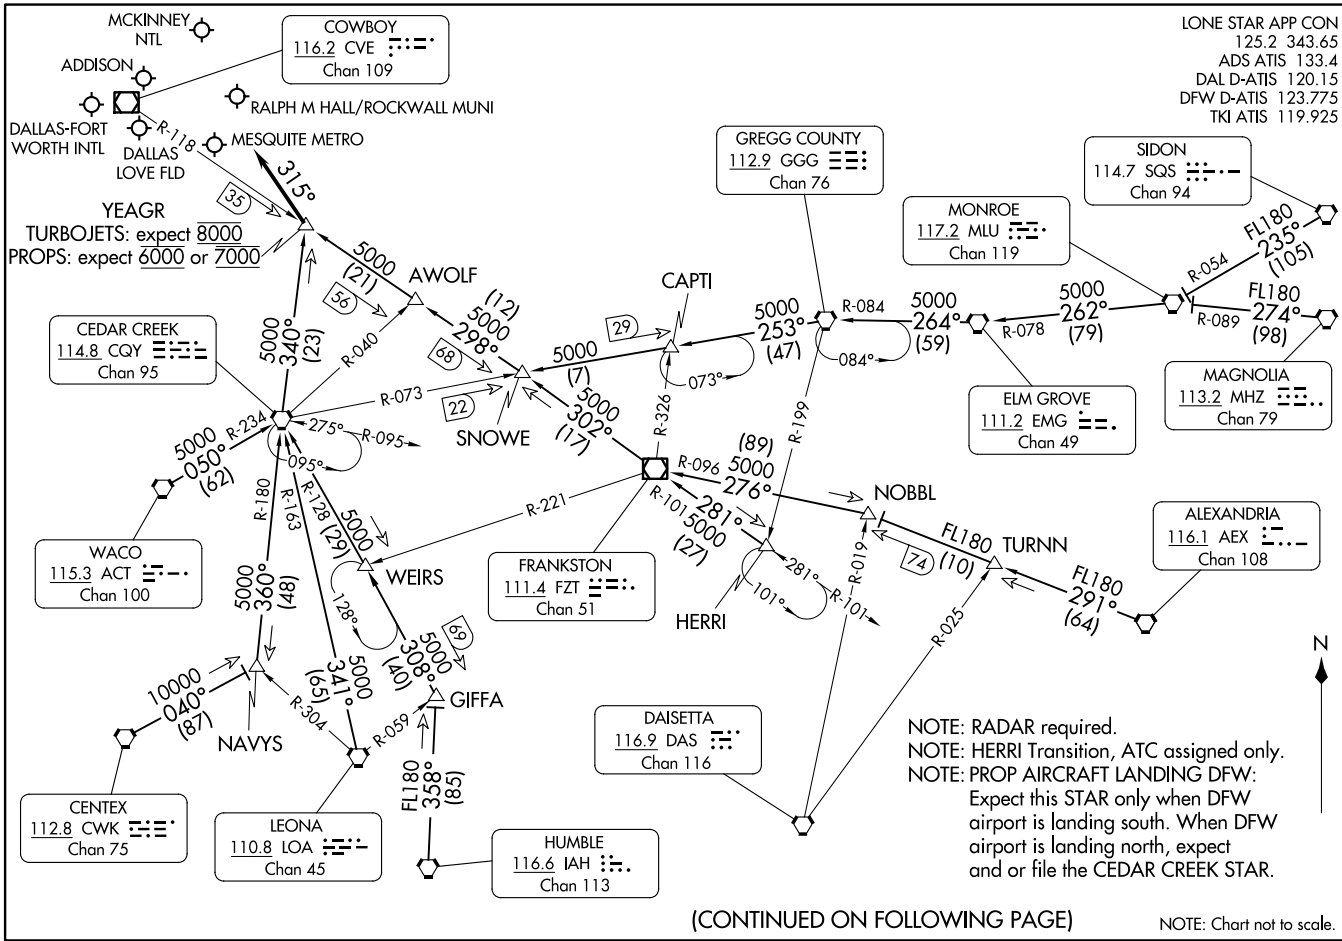 MCKINNEY
NTL
ADDISON
DALLAS-FORT
WORTH INTL
DALLAS
LOVE FLD
RALPH M HALL/ROCKWALL MUNI
MESQUITE METRO
COWBOY
116.2 CVE
Chan 109
LONE STAR APP CON
125.2 343.65
ADS ATIS 133.4
DAL D-ATIS 120.15
DFW D-ATIS 123.775
TKI ATIS 119.925
R-118
35
315°
YEAGR
TURBOJETS: expect 8000
PROPS: expect 6000 or 7000
5000
(21)
56
AWOLF
(12)
5000
298°
68
GREGG COUNTY
112.9 GGG
Chan 76
SIDON
114.7 SQS
Chan 94
MONROE
117.2 MLU
Chan 119
FL180
235°
(105)
R-054
FL180
274°
(98)
R-089
MAGNOLIA
113.2 MHZ
Chan 79
5000
262°
(79)
R-078
ELM GROVE
111.2 EMG
Chan 49
5000
264°
(59)
R-084
084°
CAPTI
29
5000
253°
(47)
073°
5000
(7)
R-326
R-199
CEDAR CREEK
114.8 CQY
Chan 95
5000
340°
(23)
R-040
R-073
22
SNOWE
5000
302°
(17)
R-234
5000
050°
(62)
275°
R-095
095°
WACO
115.3 ACT
Chan 100
R-180
R-163
R-128
5000
(29)
WEIRS
128°
R-221
FRANKSTON
111.4 FZT
Chan 51
R-096
(89)
5000
276°
R-101
281°
5000
(27)
HERRI
281°
R-101
101°
NOBBL
74
R-019
FL180
(10)
TURNN
R-025
FL180
291°
(64)
ALEXANDRIA
116.1 AEX
Chan 108
5000
360°
(48)
10000
040°
(87)
NAVYS
R-304
5000
341°
(65)
R-059
5000
308°
(40)
69
GIFFA
FL180
358°
(85)
CENTEX
112.8 CWK
Chan 75
LEONA
110.8 LOA
Chan 45
HUMBLE
116.6 IAH
Chan 113
DAISETTA
116.9 DAS
Chan 116
N
NOTE: RADAR required.
NOTE: HERRI Transition, ATC assigned only.
NOTE: PROP AIRCRAFT LANDING DFW:
Expect this STAR only when DFW
airport is landing south. When DFW
airport is landing north, expect
and or file the CEDAR CREEK STAR.
(CONTINUED ON FOLLOWING PAGE)
NOTE: Chart not to scale.